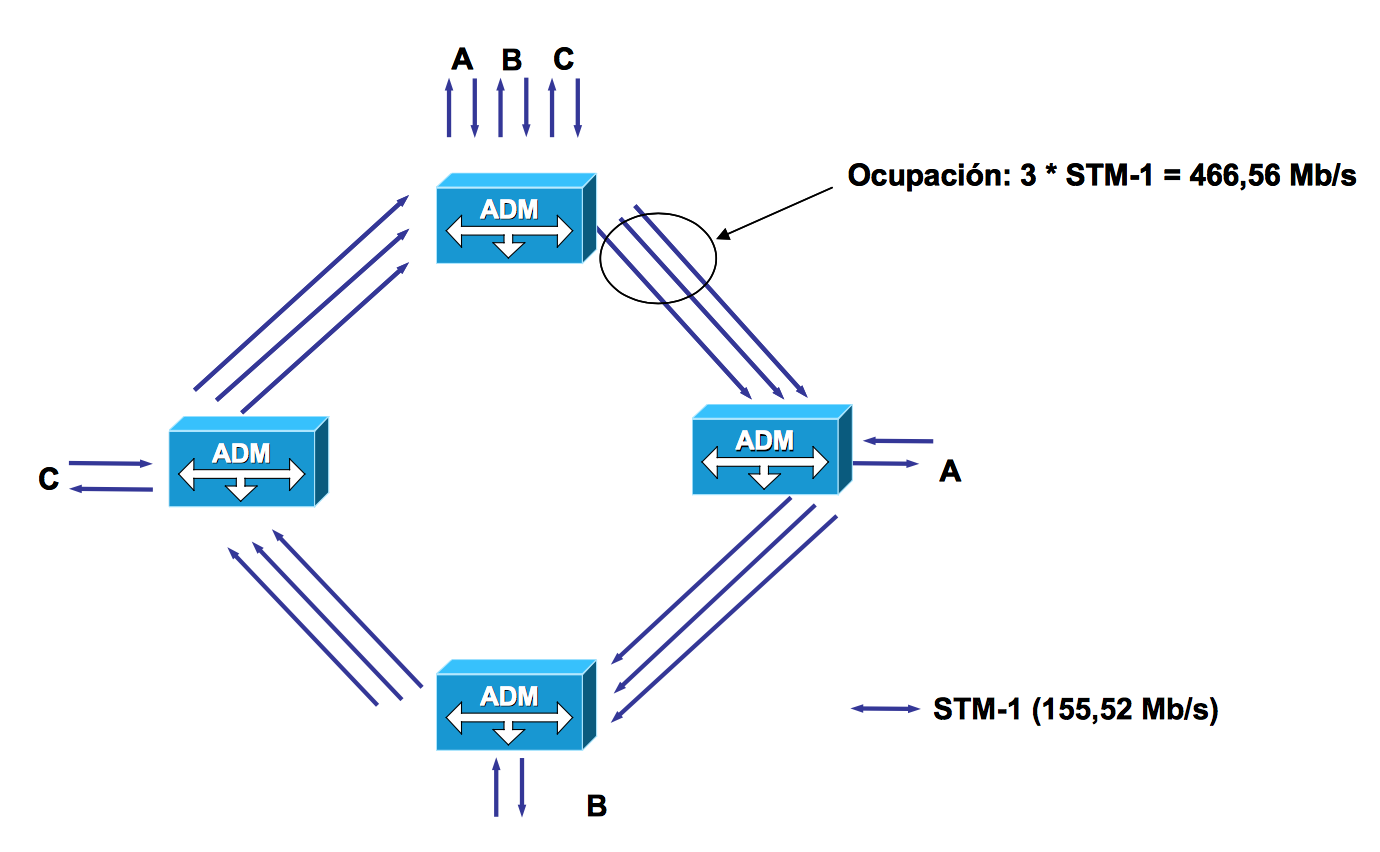 A B C
Ocupación: 3 * STM-1 = 466,56 Mb/s
ADM
ADM
ADM
C
A
ADM
STM-1 (155,52 Mb/s)
B